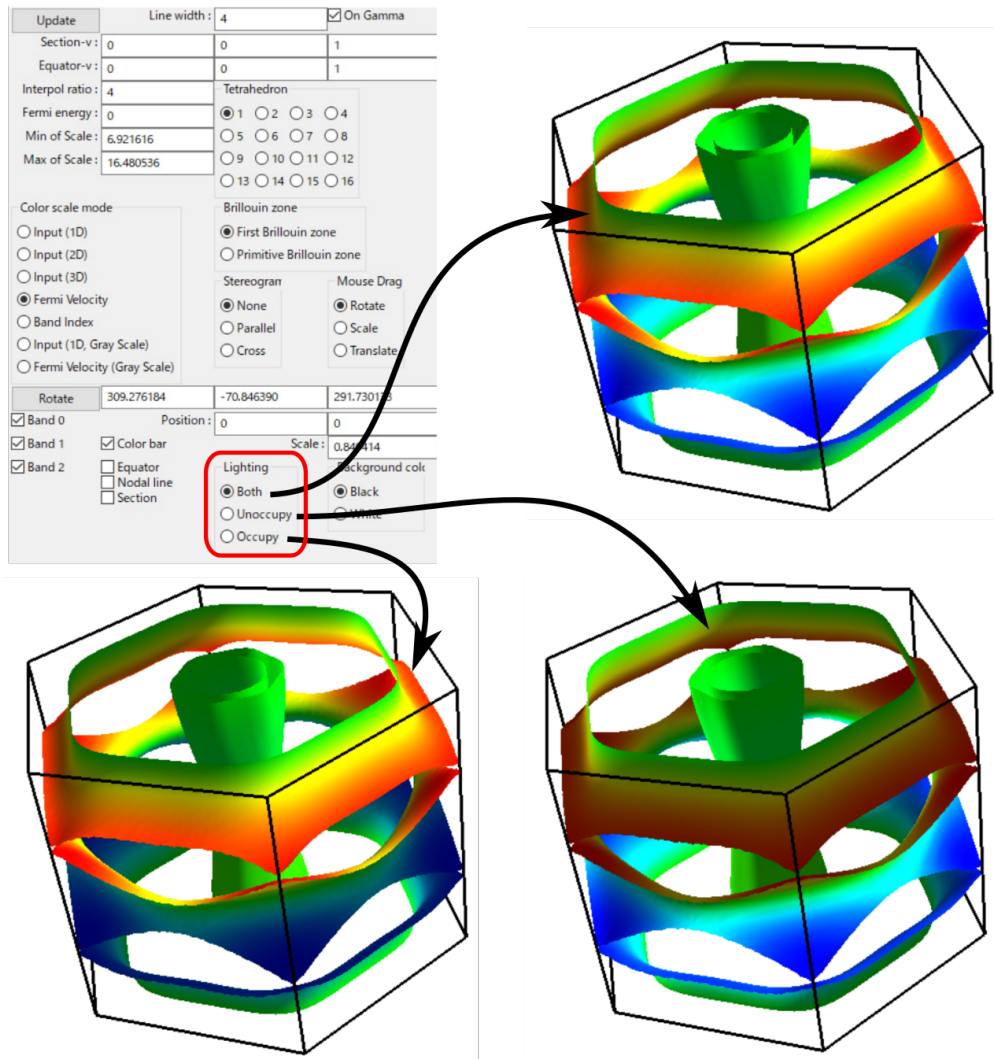 Update Line width : 4 On Gamma
Section-v : 0 0 1
Equator-v : 0 0 1
Interpol ratio : 4
Tetrahedron
Fermi energy : 0
1 2 3 4
Min of Scale : 6.921616
5 6 7 8
Max of Scale : 16.480536
9 10 11 12
13 14 15 16
Color scale mode
Brillouin zone
Input (1D)
First Brillouin zone
Input (2D)
Primitive Brillouin zone
Input (3D)
Stereogran Mouse Drag
Fermi Velocity
None Rotate
Band Index
Parallel Scale
Input (1D, Gray Scale)
Cross Translate
Fermi Velocity (Gray Scale)
Rotate 309.276184 -70.846390
Band 0 Position : 0 0
Band 1 Color bar Scale :
Band 2 Equator
Lighting Background colo
Nodal line
Both Black
Section
Unoccupy White
Occupy